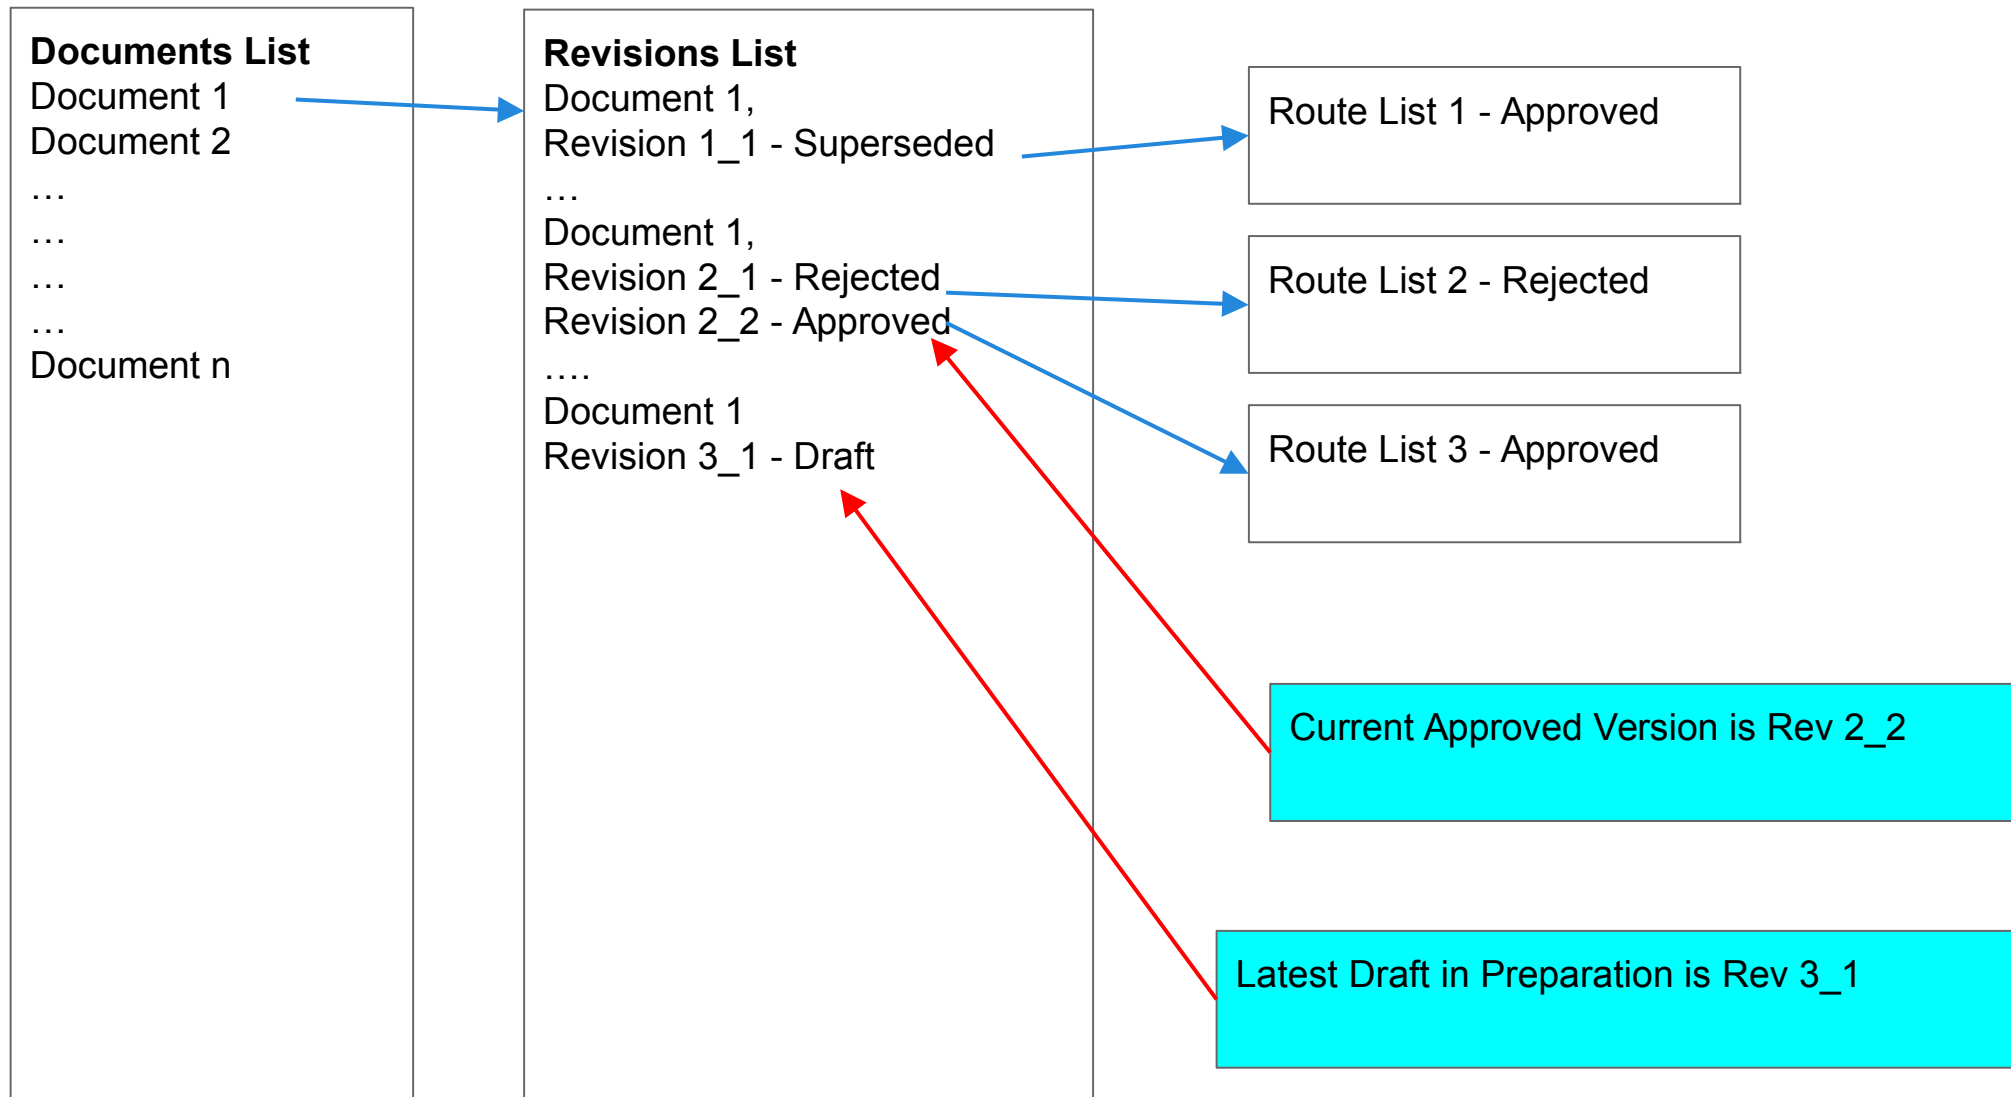 Documents List
Document 1
Document 2
…
…
…
…
Document n
Revisions List
Document 1,
Revision 1_1 - Superseded
…
Document 1,
Revision 2_1 - Rejected
Revision 2_2 - Approved
….
Document 1
Revision 3_1 - Draft
Route List 1 - Approved
Route List 2 - Rejected
Route List 3 - Approved
Current Approved Version is Rev 2_2
Latest Draft in Preparation is Rev 3_1